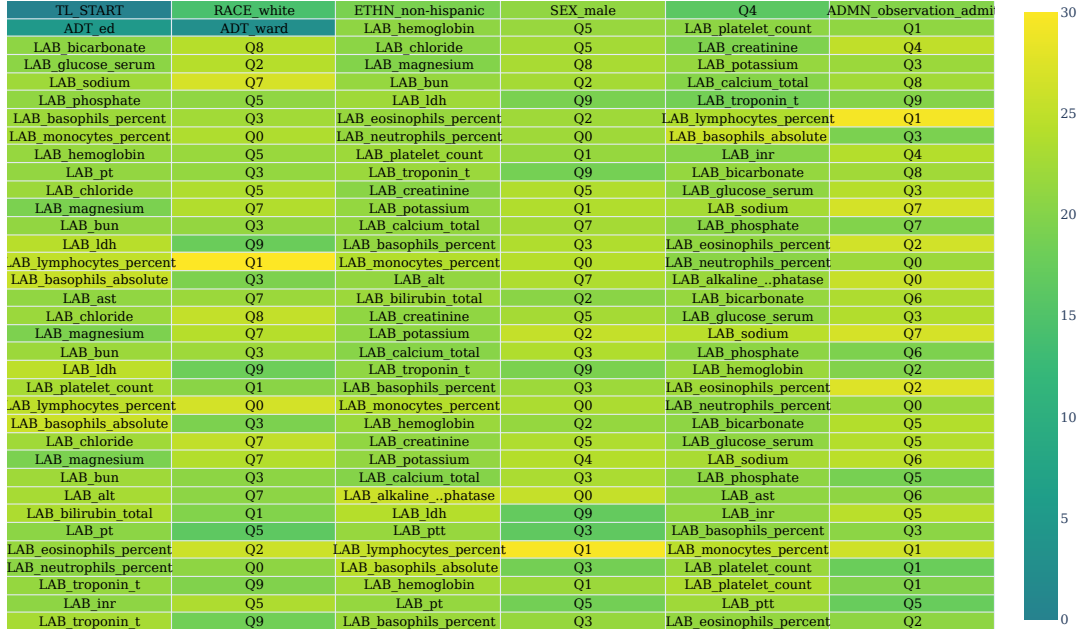 TL_START RACE_white ETHN_non-hispanic SEX_male Q4 ADMN_observation_admit
ADT_ed ADT_ward LAB_hemoglobin Q5 LAB_platelet_count Q1
LAB_bicarbonate Q8 LAB_chloride Q5 LAB_creatinine Q4
LAB_glucose_serum Q2 LAB_magnesium Q8 LAB_potassium Q3
LAB_sodium Q7 LAB_bun Q2 LAB_calcium_total Q8
LAB_phosphate Q5 LAB_ldh Q9 LAB_troponin_t Q9
LAB_basophils_percent Q3 LAB_eosinophils_percent Q2 LAB_lymphocytes_percent Q1
LAB_monocytes_percent Q0 LAB_neutrophils_percent Q0 LAB_basophils_absolute Q3
LAB_hemoglobin Q5 LAB_platelet_count Q1 LAB_inr Q4
LAB_pt Q3 LAB_troponin_t Q9 LAB_bicarbonate Q8
LAB_chloride Q5 LAB_creatinine Q5 LAB_glucose_serum Q3
LAB_magnesium Q7 LAB_potassium Q1 LAB_sodium Q7
LAB_bun Q3 LAB_calcium_total Q7 LAB_phosphate Q7
LAB_ldh Q9 LAB_basophils_percent Q3 LAB_eosinophils_percent Q2
LAB_lymphocytes_percent Q1 LAB_monocytes_percent Q0 LAB_neutrophils_percent Q0
LAB_basophils_absolute Q3 LAB_alt Q7 LAB_alkaline_..phatase Q0
LAB_ast Q7 LAB_bilirubin_total Q2 LAB_bicarbonate Q6
LAB_chloride Q8 LAB_creatinine Q5 LAB_glucose_serum Q3
LAB_magnesium Q7 LAB_potassium Q2 LAB_sodium Q7
LAB_bun Q3 LAB_calcium_total Q3 LAB_phosphate Q6
LAB_ldh Q9 LAB_troponin_t Q9 LAB_hemoglobin Q2
LAB_platelet_count Q1 LAB_basophils_percent Q3 LAB_eosinophils_percent Q2
LAB_lymphocytes_percent Q0 LAB_monocytes_percent Q0 LAB_neutrophils_percent Q0
LAB_basophils_absolute Q3 LAB_hemoglobin Q2 LAB_bicarbonate Q5
LAB_chloride Q7 LAB_creatinine Q5 LAB_glucose_serum Q5
LAB_magnesium Q7 LAB_potassium Q4 LAB_sodium Q6
LAB_bun Q3 LAB_calcium_total Q3 LAB_phosphate Q5
LAB_alt Q7 LAB_alkaline_..phatase Q0 LAB_ast Q6
LAB_bilirubin_total Q1 LAB_ldh Q9 LAB_inr Q5
LAB_pt Q5 LAB_ptt Q3 LAB_basophils_percent Q3
LAB_eosinophils_percent Q2 LAB_lymphocytes_percent Q1 LAB_monocytes_percent Q1
LAB_neutrophils_percent Q0 LAB_basophils_absolute Q3 LAB_platelet_count Q1
LAB_troponin_t Q9 LAB_hemoglobin Q1 LAB_platelet_count Q1
LAB_inr Q5 LAB_pt Q5 LAB_ptt Q5
LAB_troponin_t Q9 LAB_basophils_percent Q3 LAB_eosinophils_percent Q2
30
25
20
15
10
5
0